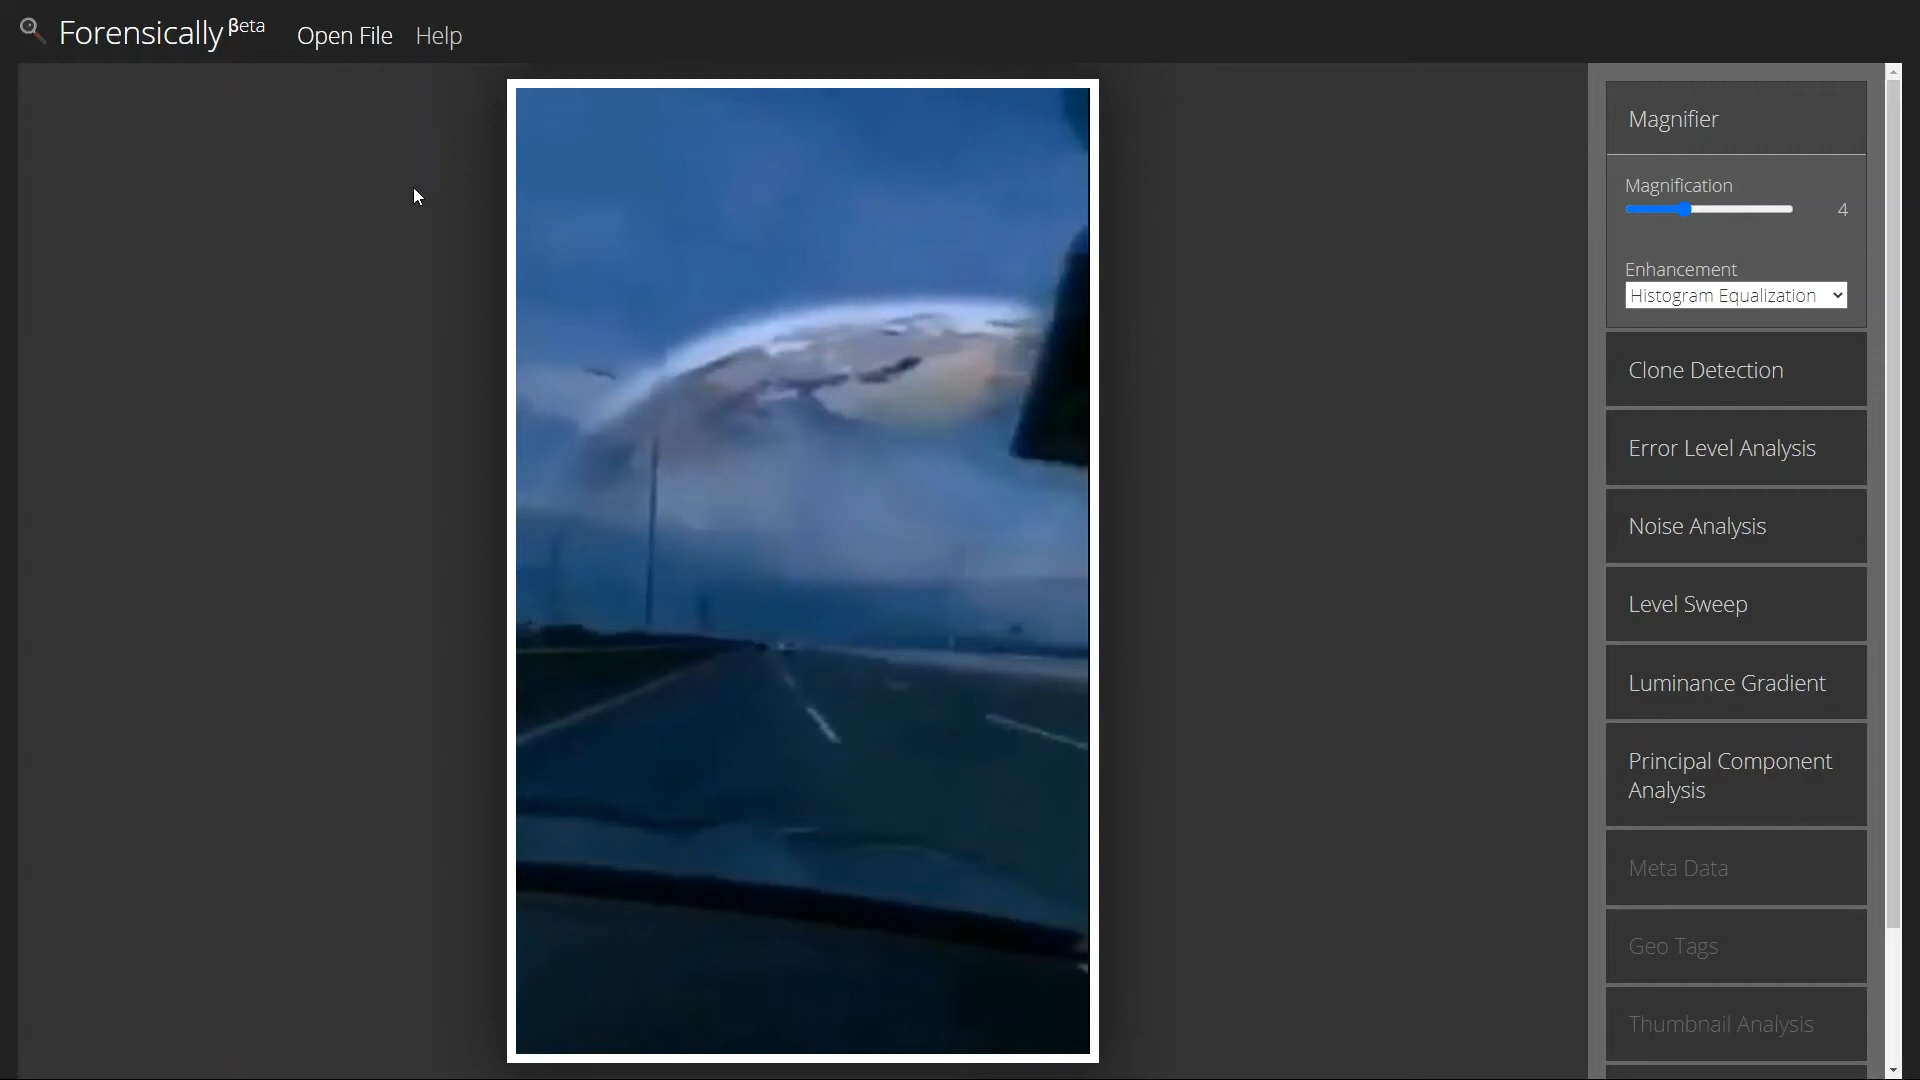 Forensically βeta Open File Help
Magnifier
Magnification
4
Enhancement
Histogram Equalization
Clone Detection
Error Level Analysis
Noise Analysis
Level Sweep
Luminance Gradient
Principal Component
Analysis
Meta Data
Geo Tags
Thumbnail Analysis